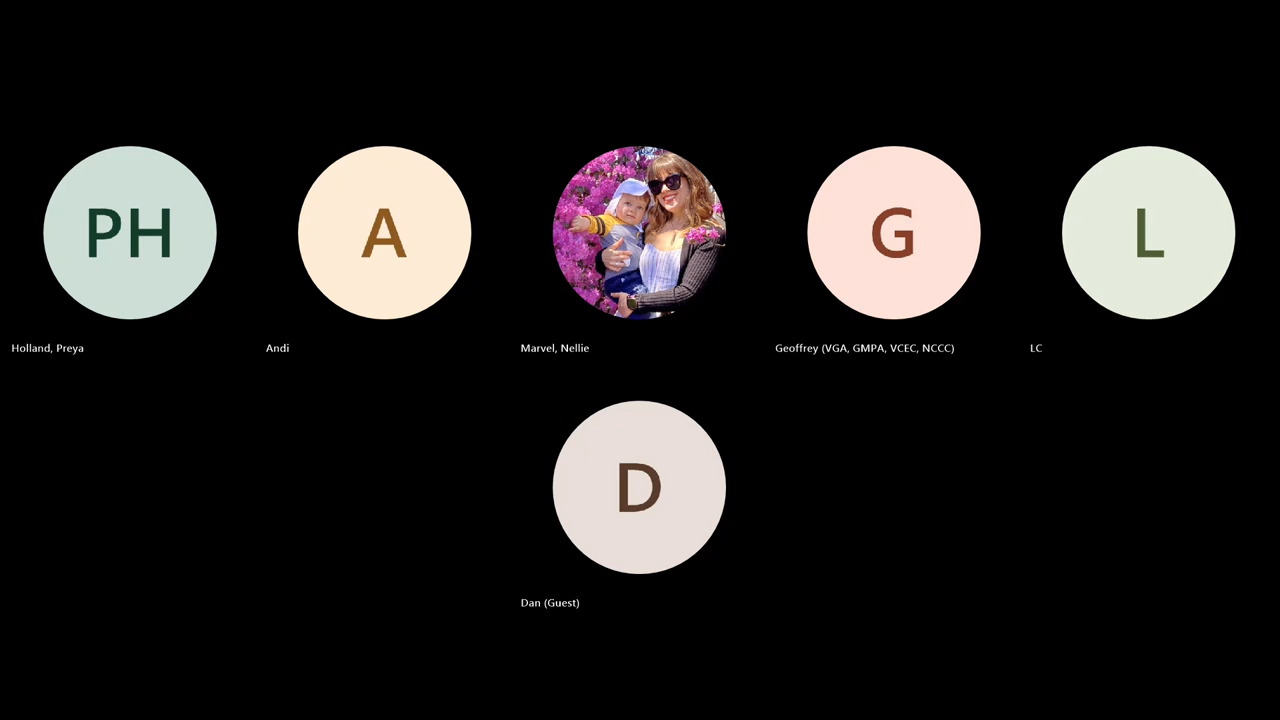 PH
A
G
L
Holland, Preya
Andi
Marvel, Nellie
Geoffrey (VGA, GMPA, VCEC, NCCC)
LC
D
Dan (Guest)